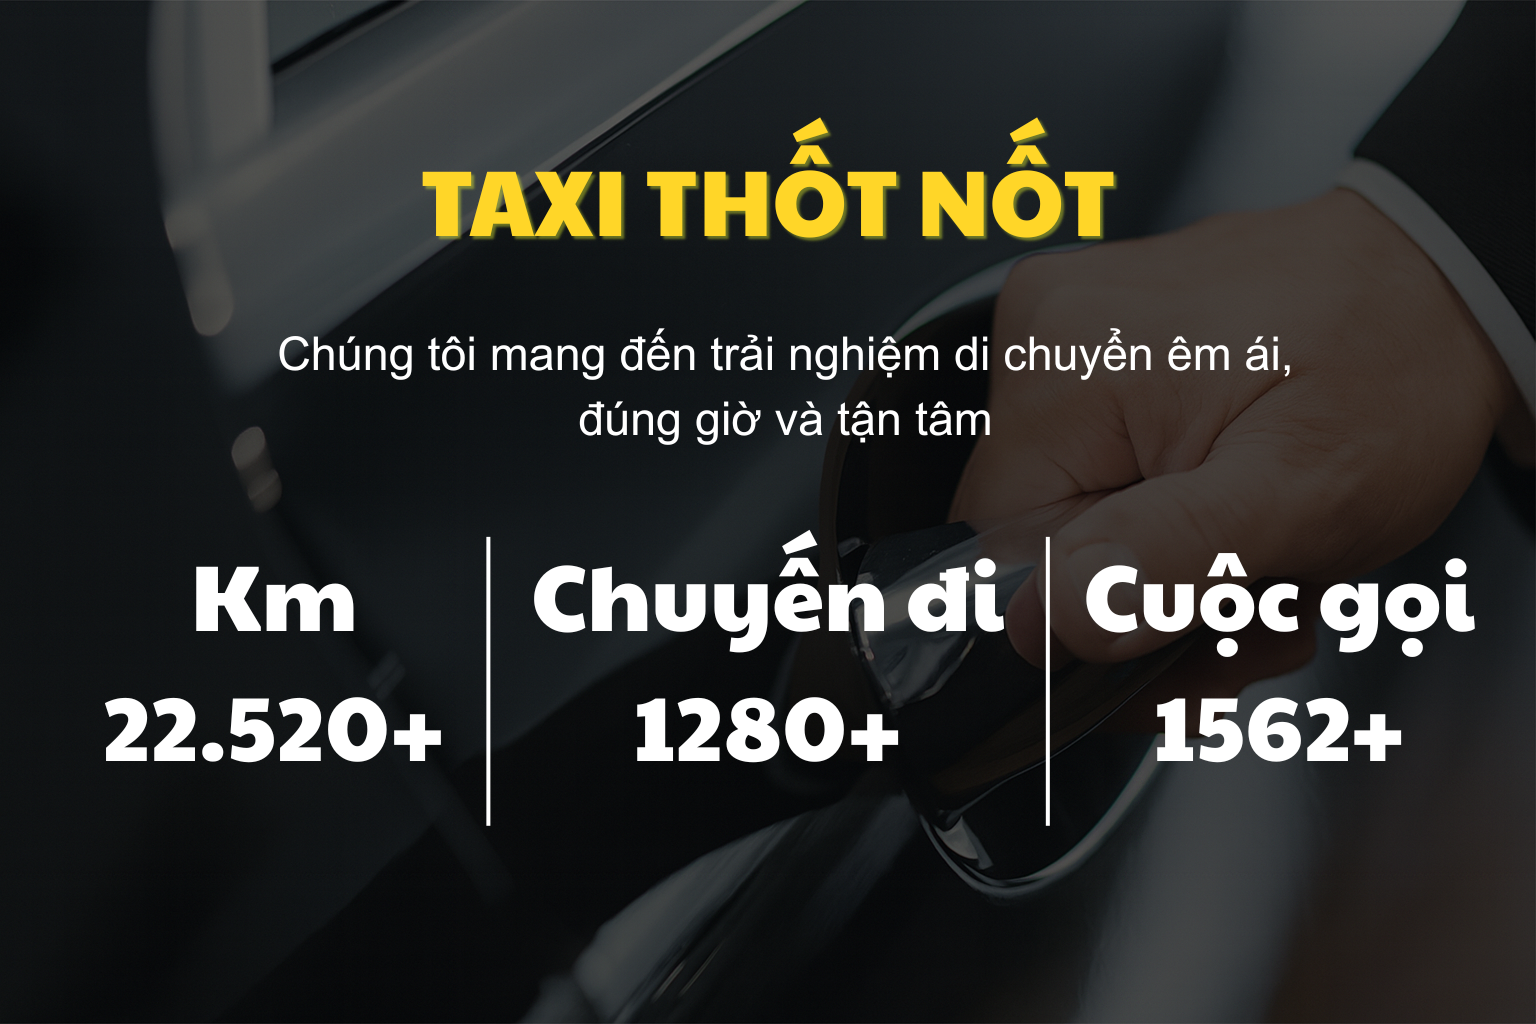 TAXI THỐT NỐT
Chúng tôi mang đến trải nghiệm di chuyển êm ái,
đúng giờ và tận tâm
Km
22.520+
Chuyến đi
1280+
Cuộc gọi
1562+